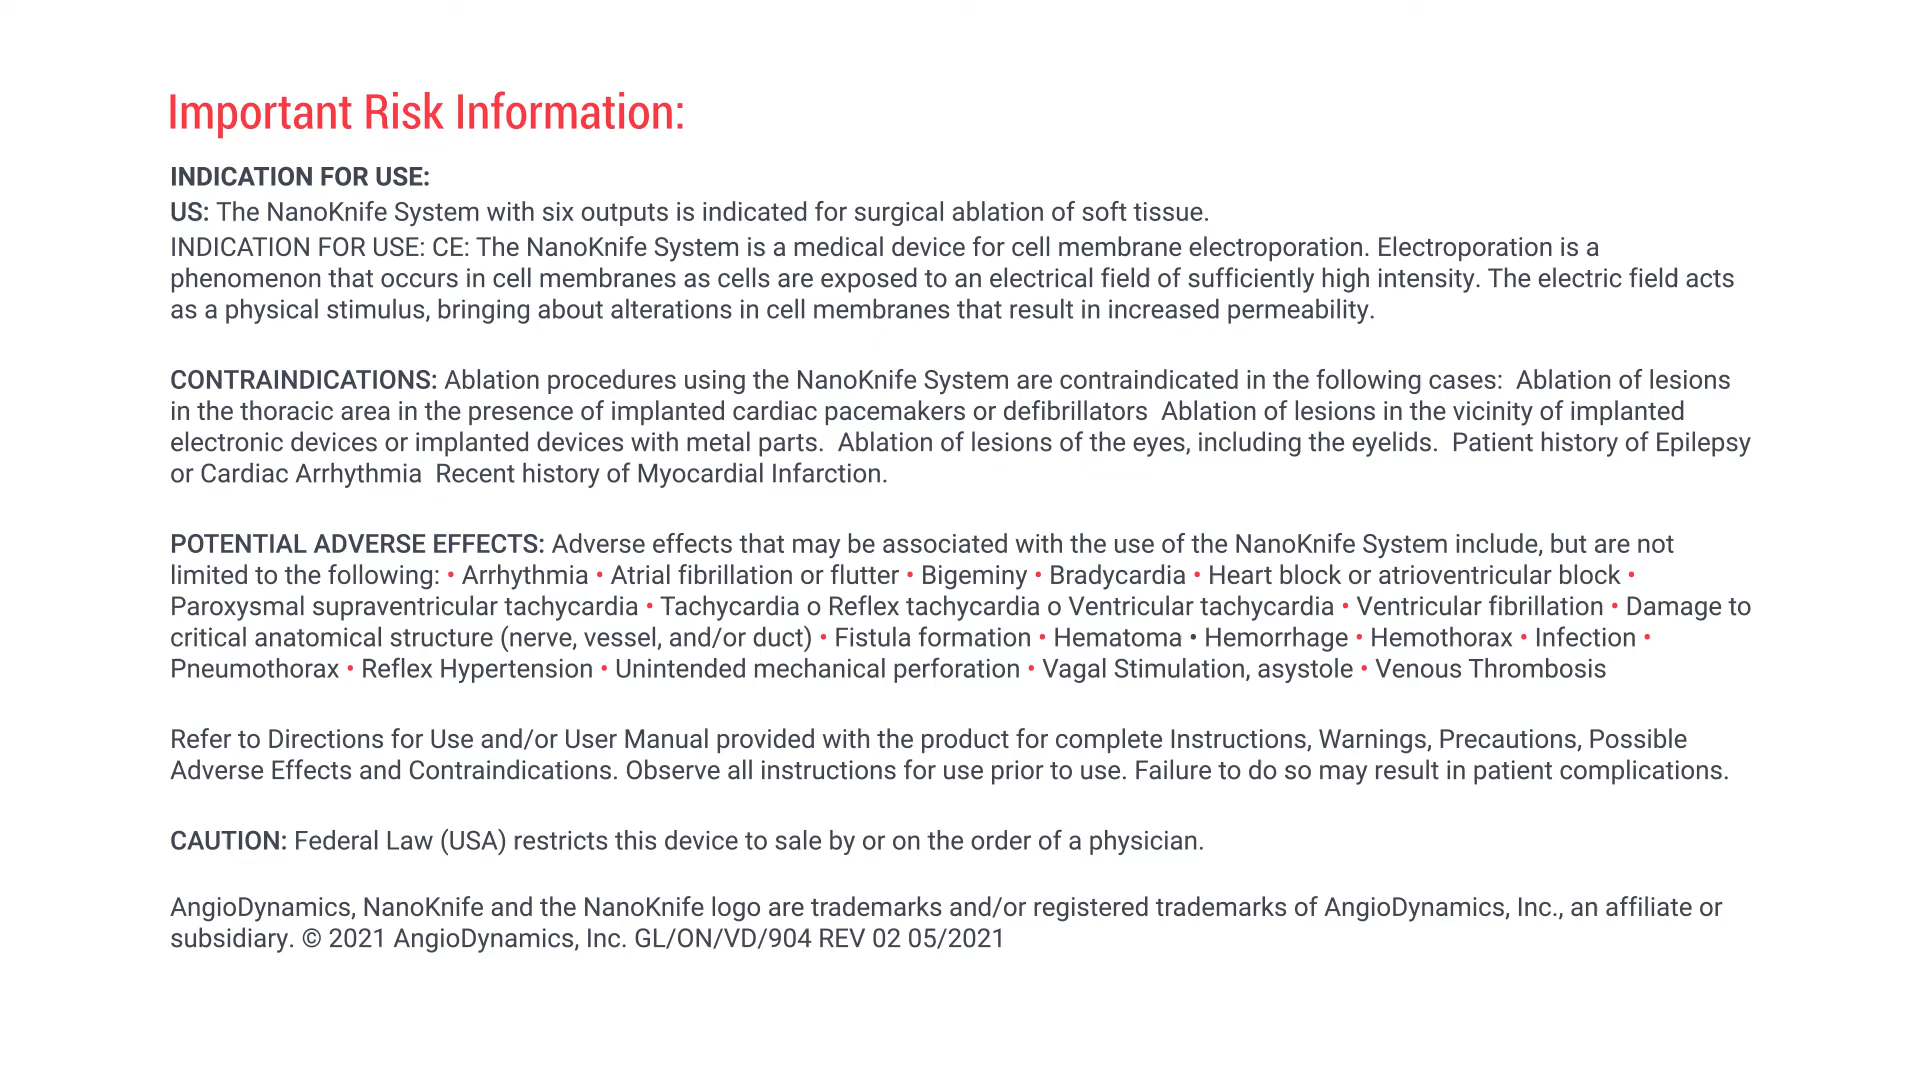 Important Risk Information:
INDICATION FOR USE:
US: The NanoKnife System with six outputs is indicated for surgical ablation of soft tissue.
INDICATION FOR USE: CE: The NanoKnife System is a medical device for cell membrane electroporation. Electroporation is a
phenomenon that occurs in cell membranes as cells are exposed to an electrical field of sufficiently high intensity. The electric field acts
as a physical stimulus, bringing about alterations in cell membranes that result in increased permeability.
CONTRAINDICATIONS: Ablation procedures using the NanoKnife System are contraindicated in the following cases:  Ablation of lesions
in the thoracic area in the presence of implanted cardiac pacemakers or defibrillators  Ablation of lesions in the vicinity of implanted
electronic devices or implanted devices with metal parts.  Ablation of lesions of the eyes, including the eyelids.  Patient history of Epilepsy
or Cardiac Arrhythmia  Recent history of Myocardial Infarction.
POTENTIAL ADVERSE EFFECTS: Adverse effects that may be associated with the use of the NanoKnife System include, but are not
limited to the following: • Arrhythmia • Atrial fibrillation or flutter • Bigeminy • Bradycardia • Heart block or atrioventricular block •
Paroxysmal supraventricular tachycardia • Tachycardia o Reflex tachycardia o Ventricular tachycardia • Ventricular fibrillation • Damage to
critical anatomical structure (nerve, vessel, and/or duct) • Fistula formation • Hematoma • Hemorrhage • Hemothorax • Infection •
Pneumothorax • Reflex Hypertension • Unintended mechanical perforation • Vagal Stimulation, asystole • Venous Thrombosis
Refer to Directions for Use and/or User Manual provided with the product for complete Instructions, Warnings, Precautions, Possible
Adverse Effects and Contraindications. Observe all instructions for use prior to use. Failure to do so may result in patient complications.
CAUTION: Federal Law (USA) restricts this device to sale by or on the order of a physician.
AngioDynamics, NanoKnife and the NanoKnife logo are trademarks and/or registered trademarks of AngioDynamics, Inc., an affiliate or
subsidiary. © 2021 AngioDynamics, Inc. GL/ON/VD/904 REV 02 05/2021